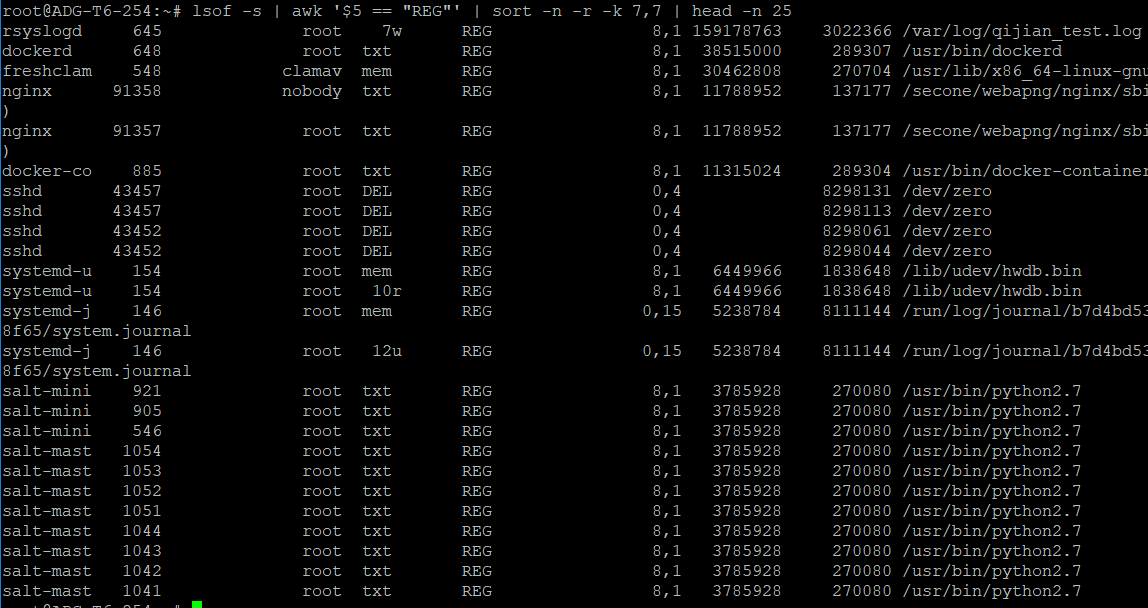 root@ADG-T6-254:~# lsof -s | awk '$5 == "REG"' | sort -n -r -k 7,7 | head -n 25
rsyslogd 645 root 7w REG 8,1 159178763 3022366 /var/log/qijian_test.log
dockerd 648 root txt REG 8,1 38515000 289307 /usr/bin/dockerd
freshclam 548 clamav mem REG 8,1 30462808 270704 /usr/lib/x86_64-linux-gnu
nginx 91358 nobody txt REG 8,1 11788952 137177 /secone/webapng/nginx/sbi
)
nginx 91357 root txt REG 8,1 11788952 137177 /secone/webapng/nginx/sbi
)
docker-co 885 root txt REG 8,1 11315024 289304 /usr/bin/docker-container
sshd 43457 root DEL REG 0,4 8298131 /dev/zero
sshd 43457 root DEL REG 0,4 8298113 /dev/zero
sshd 43452 root DEL REG 0,4 8298061 /dev/zero
sshd 43452 root DEL REG 0,4 8298044 /dev/zero
systemd-u 154 root mem REG 8,1 6449966 1838648 /lib/udev/hwdb.bin
systemd-u 154 root 10r REG 8,1 6449966 1838648 /lib/udev/hwdb.bin
systemd-j 146 root mem REG 0,15 5238784 8111144 /run/log/journal/b7d4bd53
8f65/system.journal
systemd-j 146 root 12u REG 0,15 5238784 8111144 /run/log/journal/b7d4bd53
8f65/system.journal
salt-mini 921 root txt REG 8,1 3785928 270080 /usr/bin/python2.7
salt-mini 905 root txt REG 8,1 3785928 270080 /usr/bin/python2.7
salt-mini 546 root txt REG 8,1 3785928 270080 /usr/bin/python2.7
salt-mast 1054 root txt REG 8,1 3785928 270080 /usr/bin/python2.7
salt-mast 1053 root txt REG 8,1 3785928 270080 /usr/bin/python2.7
salt-mast 1052 root txt REG 8,1 3785928 270080 /usr/bin/python2.7
salt-mast 1051 root txt REG 8,1 3785928 270080 /usr/bin/python2.7
salt-mast 1044 root txt REG 8,1 3785928 270080 /usr/bin/python2.7
salt-mast 1043 root txt REG 8,1 3785928 270080 /usr/bin/python2.7
salt-mast 1042 root txt REG 8,1 3785928 270080 /usr/bin/python2.7
salt-mast 1041 root txt REG 8,1 3785928 270080 /usr/bin/python2.7